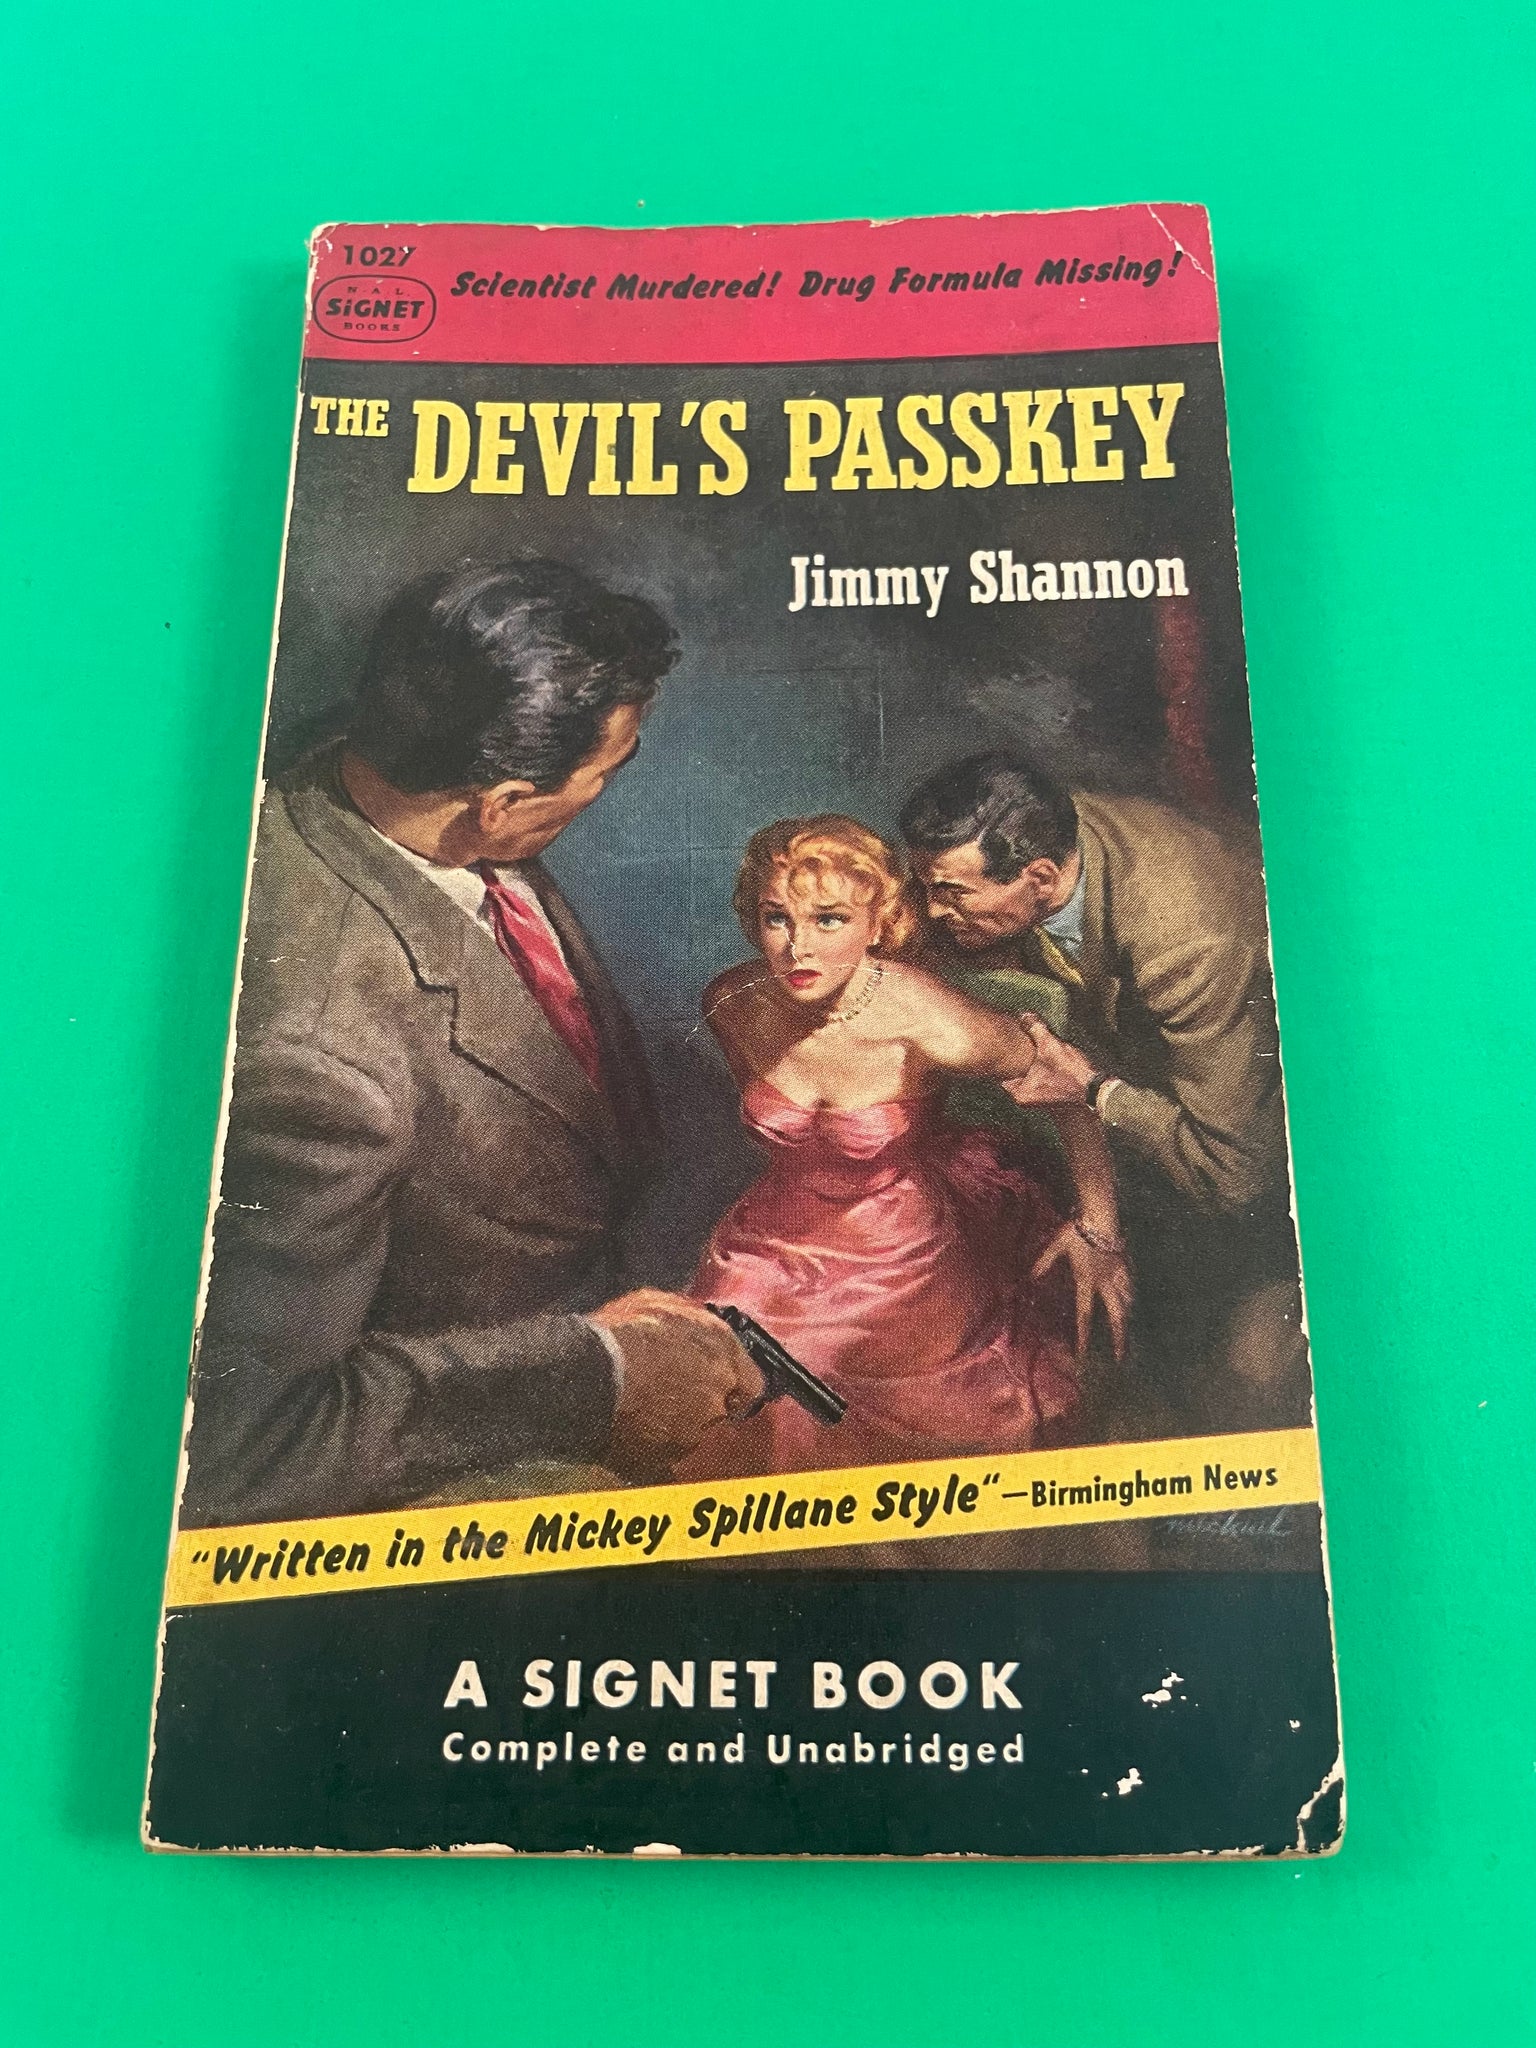 1027
N.A.L.
SIGNET
BOOKS
Scientist Murdered! Drug Formula Missing!
THE DEVIL'S PASSKEY
Jimmy Shannon
"Written in the Mickey Spillane Style"—Birmingham News
A SIGNET BOOK
Complete and Unabridged